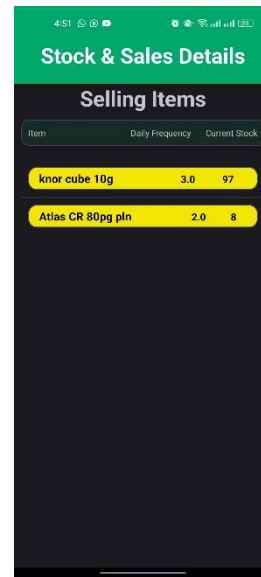 4:51
Stock & Sales Details
Selling Items
Item Daily Frequency Current Stock
knor cube 10g 3.0 97
Atlas CR 80pg pln 2.0 8